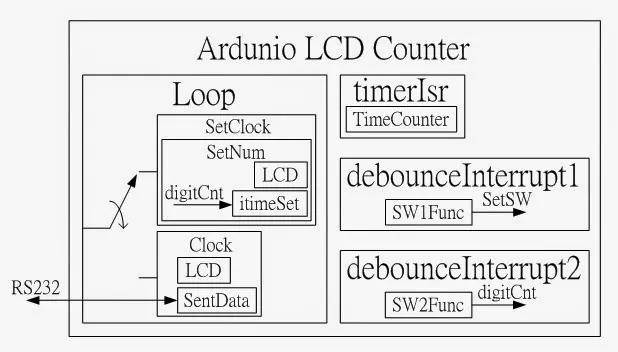 Ardunio LCD Counter
Loop
SetClock
SetNum
LCD
digitCnt
itimeSet
Clock
LCD
SentData
RS232
timerIsr
TimeCounter
debounceInterrupt1
SW1Func
SetSW
debounceInterrupt2
SW2Func
digitCnt